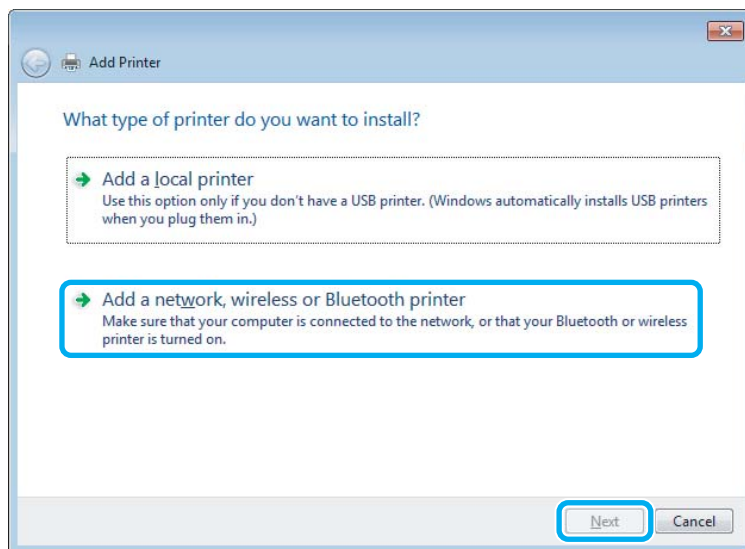 Add Printer
What type of printer do you want to install?
Add a local printer
Use this option only if you don't have a USB printer. (Windows automatically installs USB printers
when you plug them in.)
Add a network, wireless or Bluetooth printer
Make sure that your computer is connected to the network, or that your Bluetooth or wireless
printer is turned on.
Next Cancel